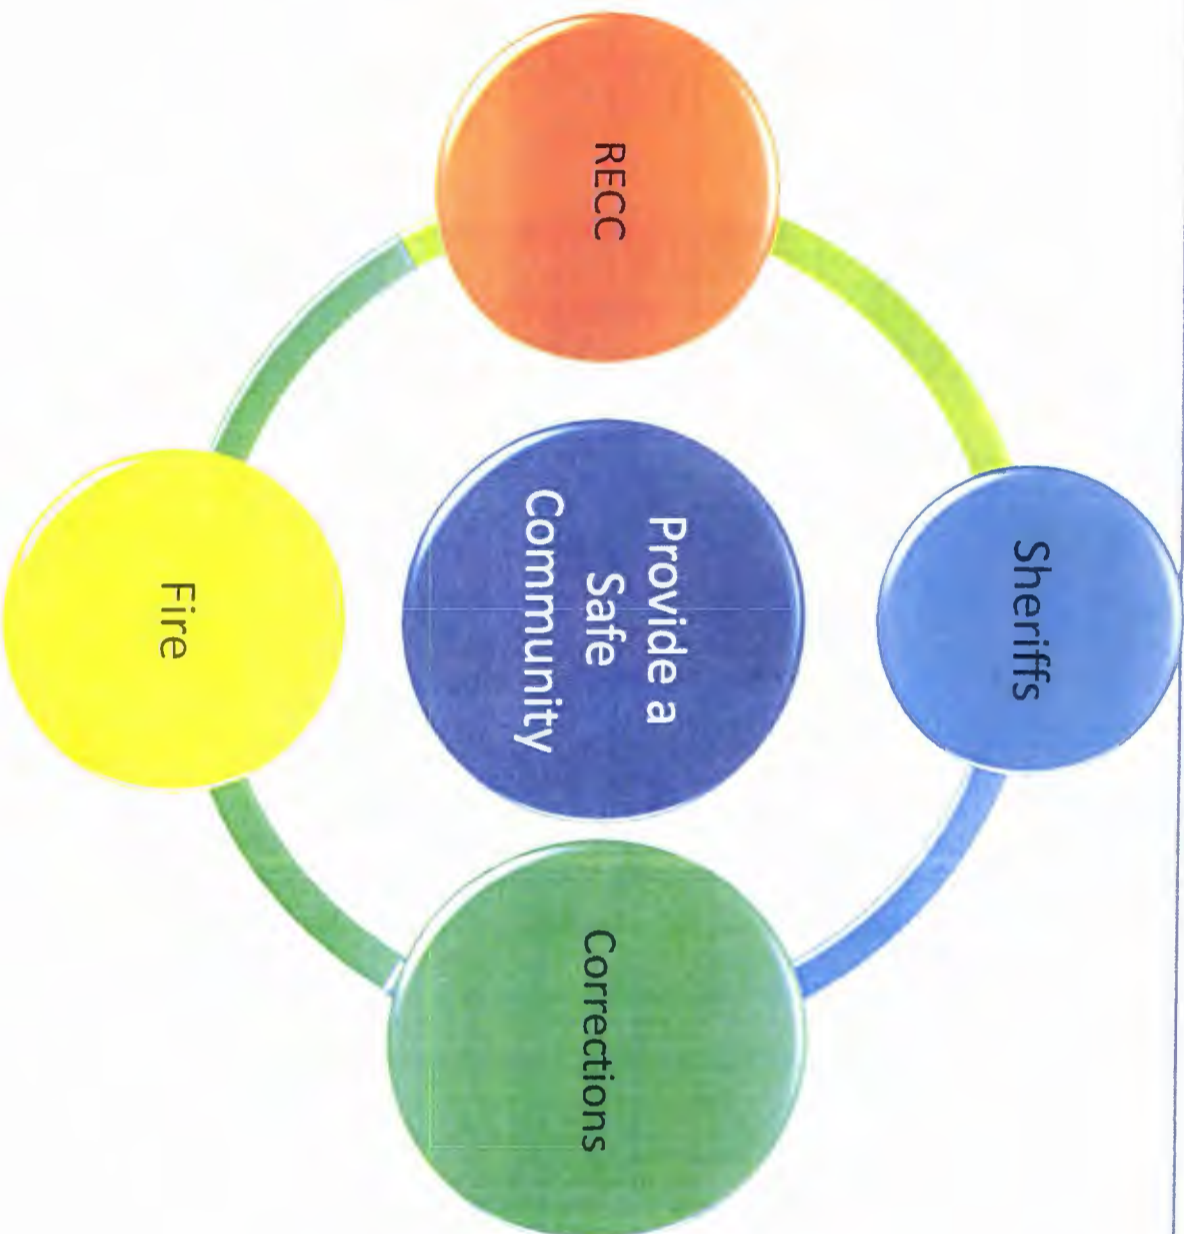 Sheriffs
RECC
Provide a
Safe
Community
Corrections
Fire